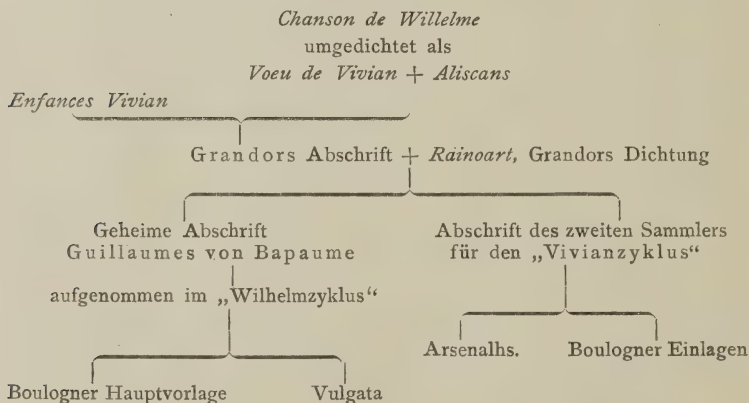 Chanson de Willelme
umgedichtet als
Voeu de Vivian + Aliscans
Enfances Vivian
Grandors Abschrift + Rainoart, Grandors Dichtung
Geheime Abschrift
Guillaumes von Bapaume
Abschrift des zweiten Sammlers
für den „Vivianzyklus“
aufgenommen im „Wilhelmzyklus“
Arsenalhs. Boulogner Einlagen
Boulogner Hauptvorlage Vulgata